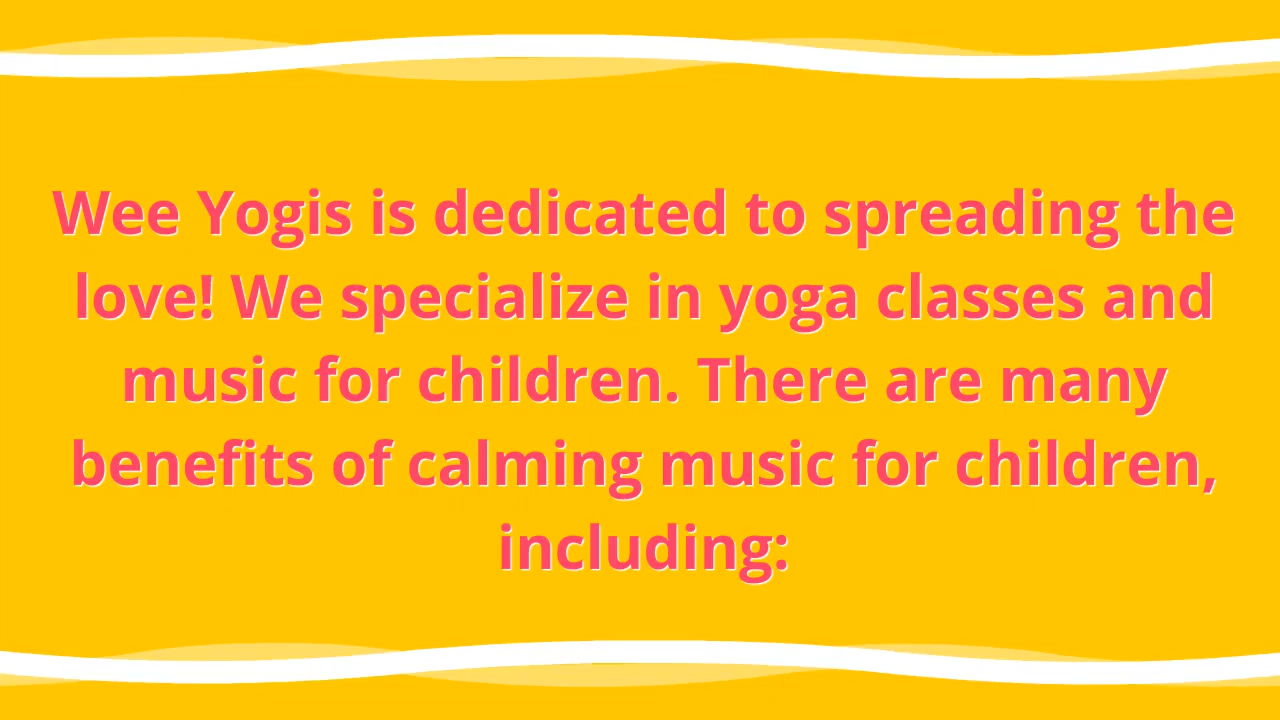 Wee Yogis is dedicated to spreading the
love! We specialize in yoga classes and
music for children. There are many
benefits of calming music for children,
including: